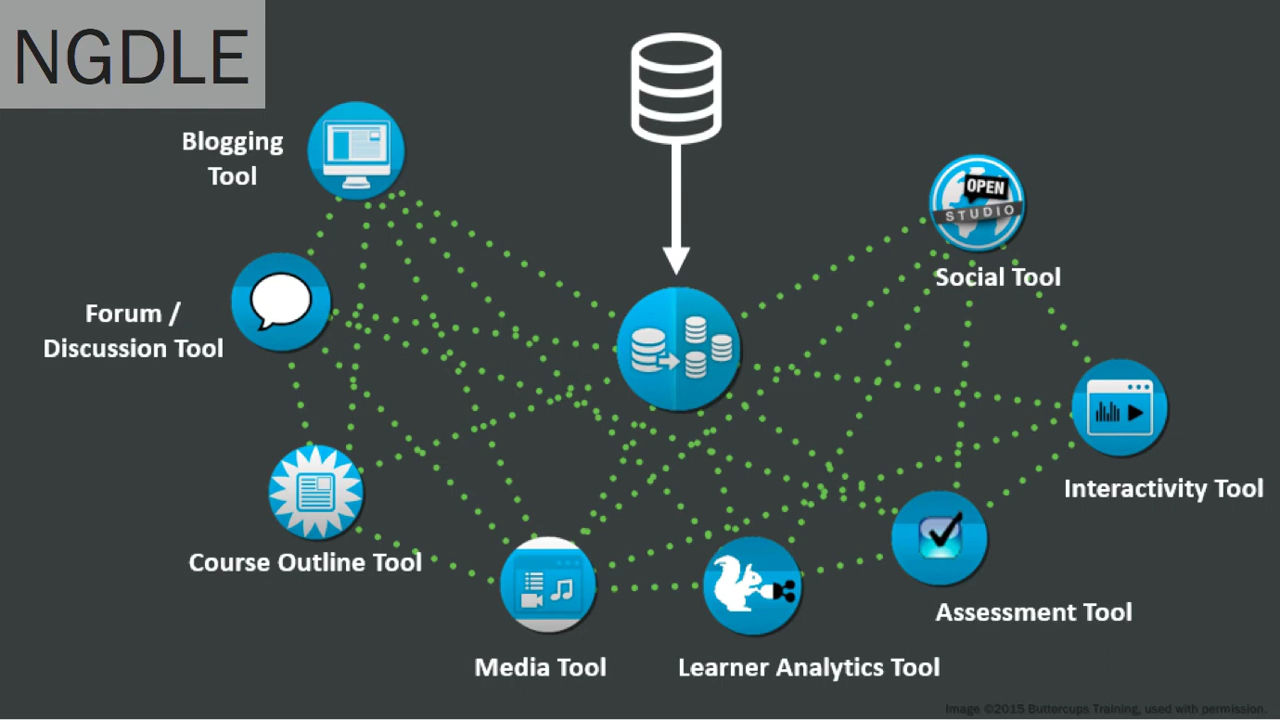 NGDLE
Blogging
Tool
OPEN
STUDIO
Social Tool
Forum /
Discussion Tool
Interactivity Tool
Course Outline Tool
Assessment Tool
Media Tool
Learner Analytics Tool
Image ©2015 Buttercups Training, used with permission.